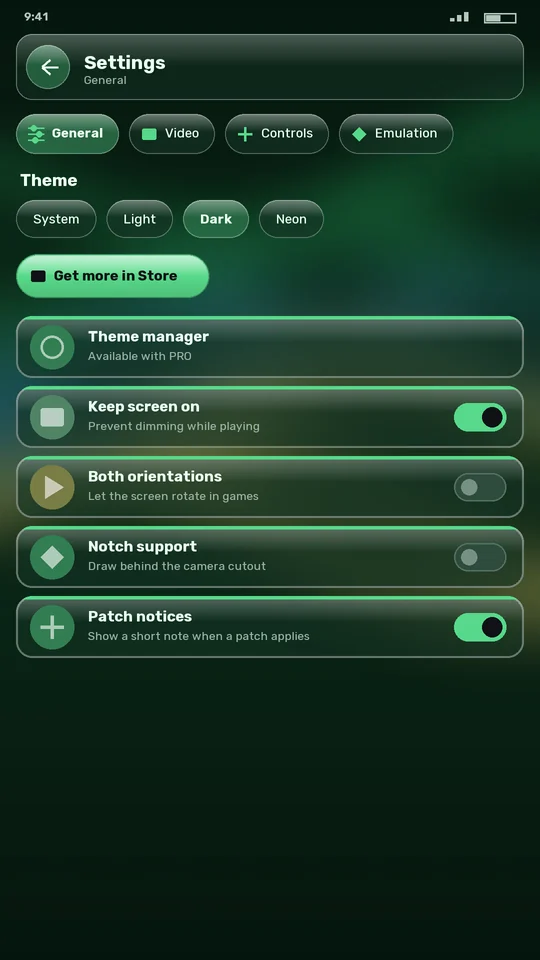 9:41
Settings
General
General
Video
Controls
Emulation
Theme
System
Light
Dark
Neon
Get more in Store
Theme manager
Available with PRO
Keep screen on
Prevent dimming while playing
Both orientations
Let the screen rotate in games
Notch support
Draw behind the camera cutout
Patch notices
Show a short note when a patch applies